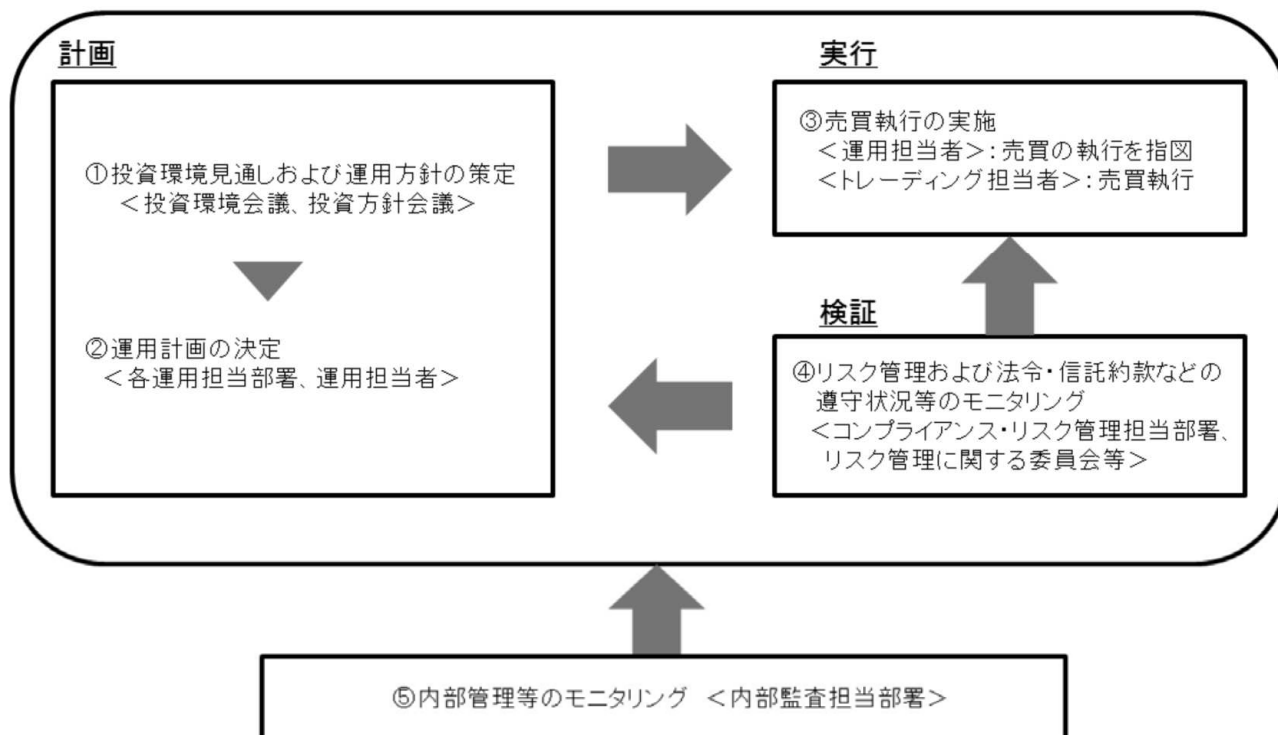 計画
①投資環境見通しおよび運用方針の策定
＜投資環境会議、投資方針会議＞
②運用計画の決定
＜各運用担当部署、運用担当者＞
実行
③売買執行の実施
＜運用担当者＞：売買の執行を指図
＜トレーディング担当者＞：売買執行
検証
④リスク管理および法令・信託約款などの
遵守状況等のモニタリング
＜コンプライアンス・リスク管理担当部署、
リスク管理に関する委員会等＞
⑤内部管理等のモニタリング ＜内部監査担当部署＞